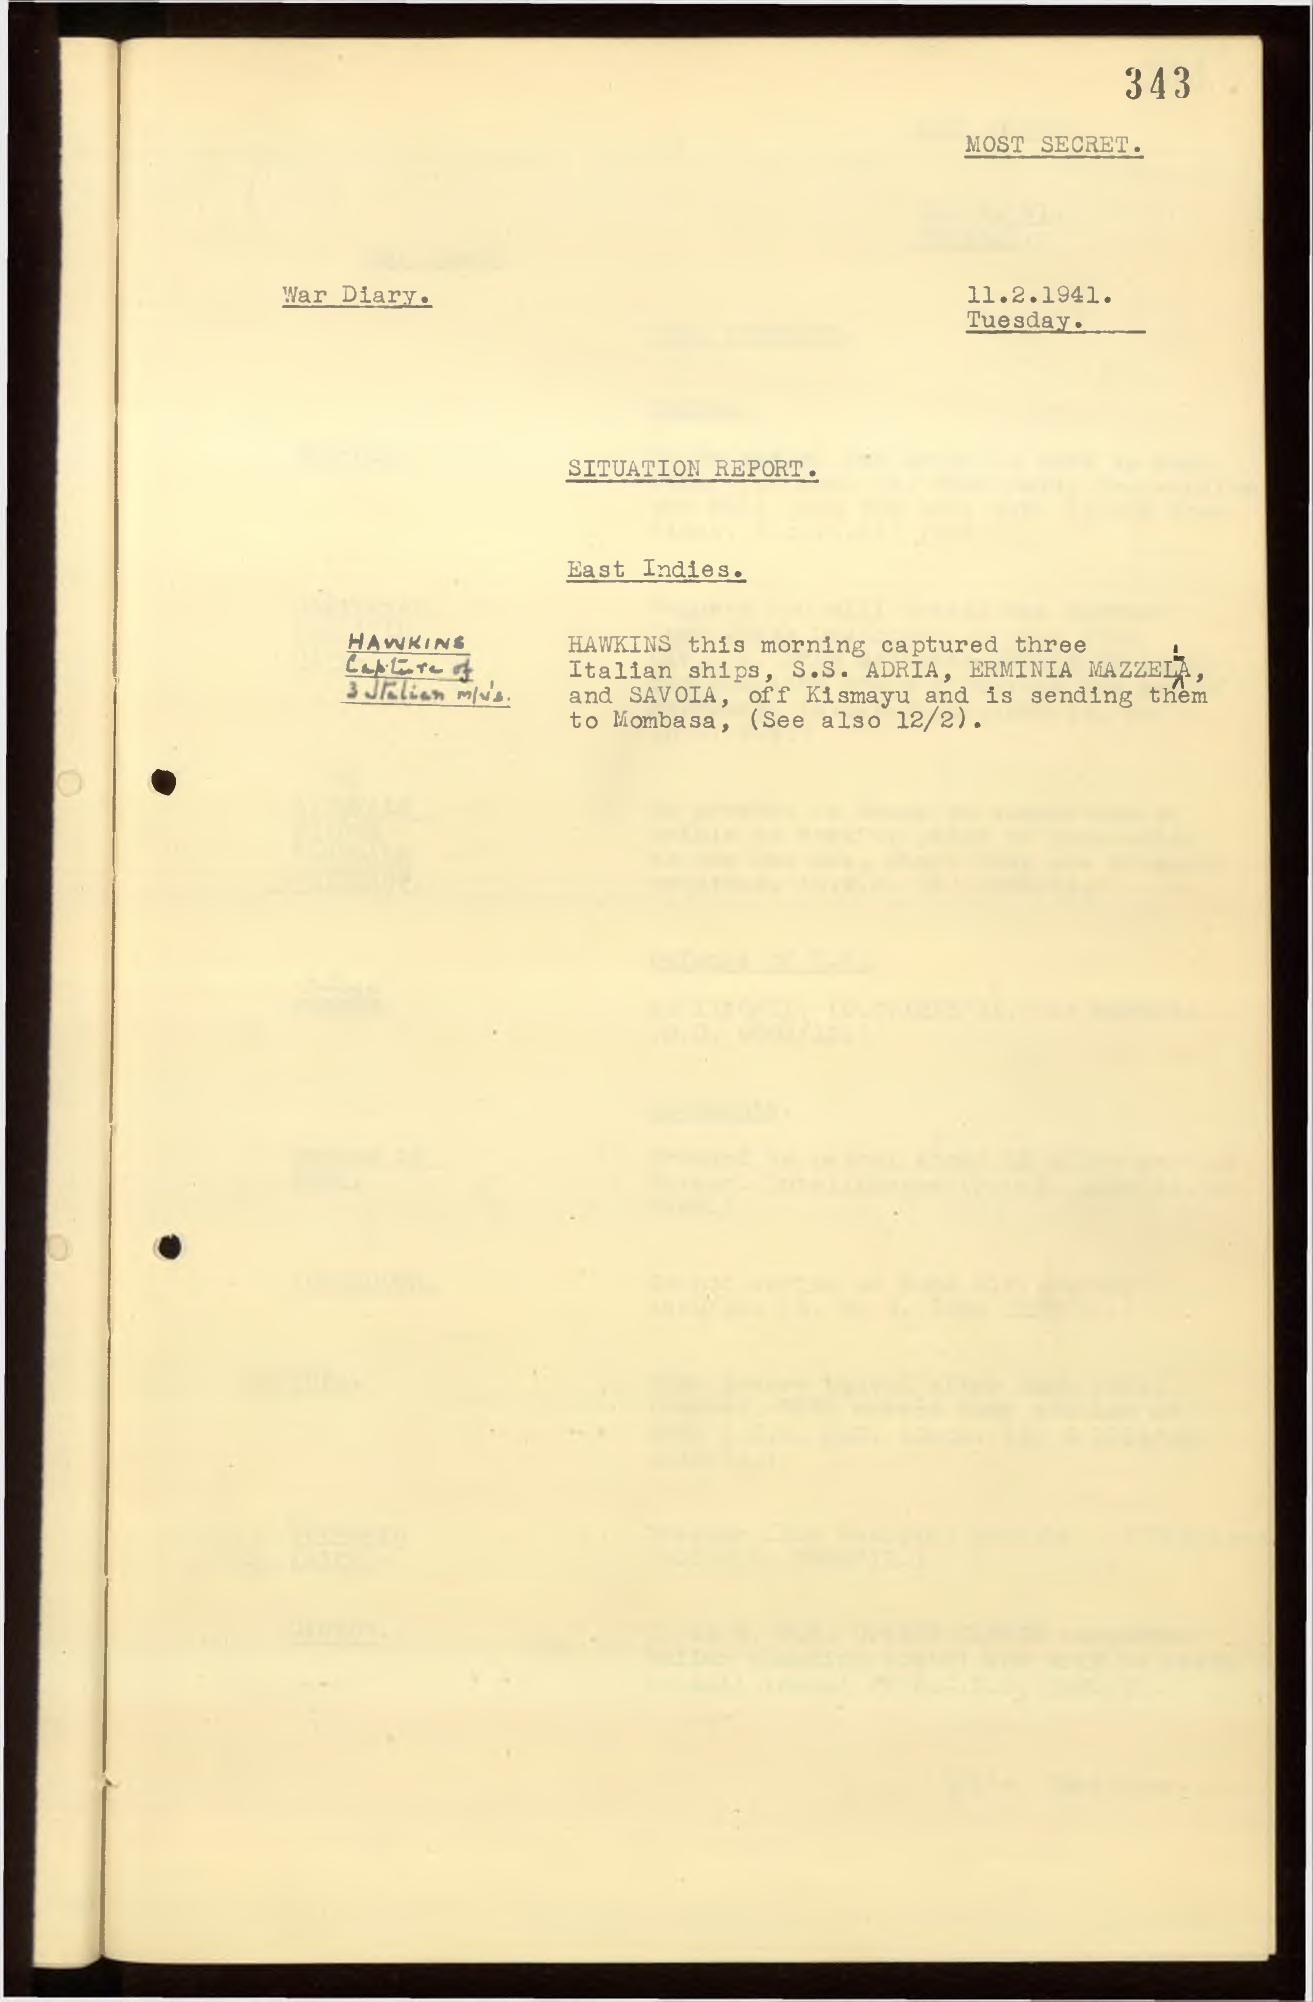 343
MOST SECRET.
War Diary.
11.2.1941.
Tuesday.
SITUATION REPORT.
East Indies.
HAWKINS
Capture of
3 Italian m/v's.
HAWKINS this morning captured three
Italian ships, S.S. ADRIA, ERMINIA MAZZELLA,
and SAVOIA, off Kismayu and is sending them
to Mombasa, (See also 12/2).